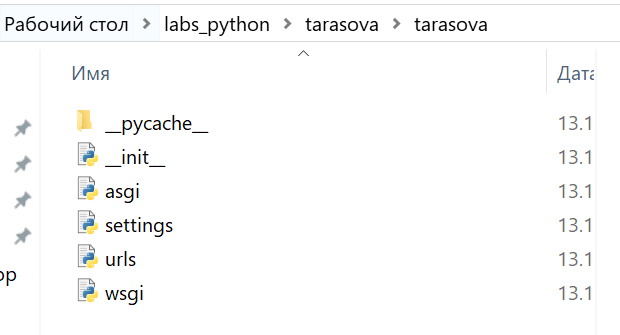 Рабочий стол > labs_python > tarasova > tarasova
Имя Дата
__pycache__ 13.1
__init__ 13.1
asgi 13.1
settings 13.1
ор urls 13.1
wsgi 13.1